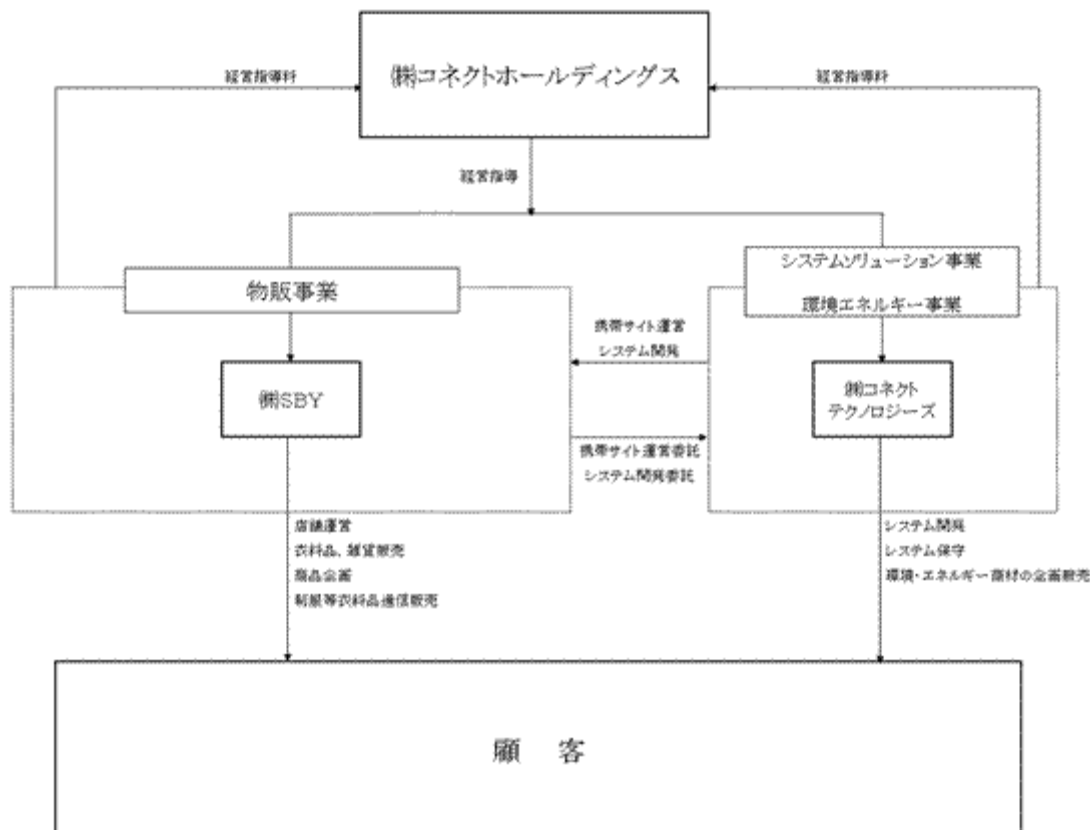 ㈱コネクトホールディングス
経営指導料
経営指導料
経営指導
物販事業
システムソリューション事業
環境エネルギー事業
携帯サイト運営
システム開発
㈱SBY
㈱コネクト
テクノロジーズ
携帯サイト運営委託
システム開発委託
店舗運営
衣料品、雑貨販売
商品企画
制服等衣料品通信販売
システム開発
システム保守
環境・エネルギー商材の企画販売
顧 客